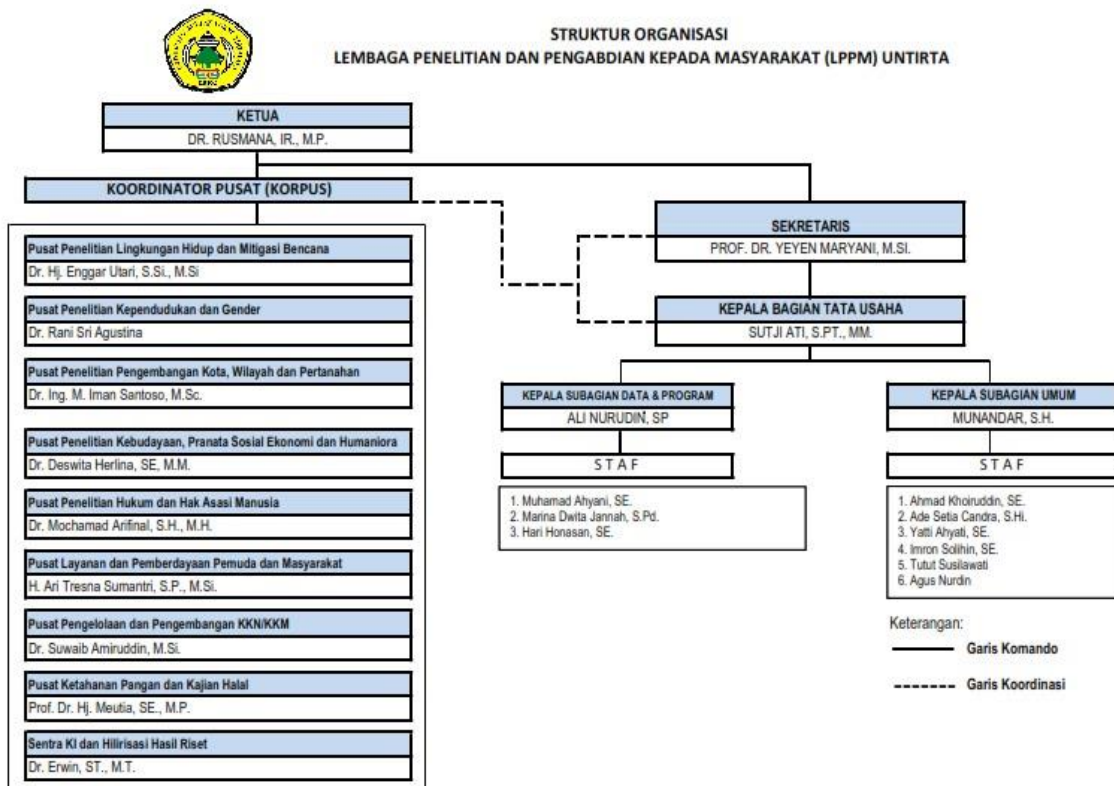 STRUKTUR ORGANISASI
LEMBAGA PENELITIAN DAN PENGABDIAN KEPADA MASYARAKAT (LPPM) UNTIRTA
KETUA
DR. RUSMANA, IR., M.P.
KOORDINATOR PUSAT (KORPUS)
Pusat Penelitian Lingkungan Hidup dan Mitigasi Bencana
Dr. Hj. Enggar Utari, S.Si., M.Si
Pusat Penelitian Kependudukan dan Gender
Dr. Rani Sri Agustina
Pusat Penelitian Pengembangan Kota, Wilayah dan Pertanahan
Dr. Ing. M. Iman Santoso, M.Sc.
Pusat Penelitian Kebudayaan, Pranata Sosial Ekonomi dan Humaniora
Dr. Deswita Herlina, SE, M.M.
Pusat Penelitian Hukum dan Hak Asasi Manusia
Dr. Mochamad Arifinal, S.H., M.H.
Pusat Layanan dan Pemberdayaan Pemuda dan Masyarakat
H. Ari Tresna Sumantri, S.P., M.Si.
Pusat Pengelolaan dan Pengembangan KKN/KKM
Dr. Suwaib Amiruddin, M.Si.
Pusat Ketahanan Pangan dan Kajian Halal
Prof. Dr. Hj. Meutia, SE., M.P.
Sentra KI dan Hilirisasi Hasil Riset
Dr. Erwin, ST., M.T.
SEKRETARIS
PROF. DR. YEYEN MARYANI, M.SI.
KEPALA BAGIAN TATA USAHA
SUTJI ATI, S.PT., MM.
KEPALA SUBAGIAN DATA & PROGRAM
ALI NURUDIN, SP
S T A F
1. Muhamad Ahyani, SE.
2. Marina Dwita Jannah, S.Pd.
3. Hari Honasan, SE.
KEPALA SUBAGIAN UMUM
MUNANDAR, S.H.
S T A F
1. Ahmad Khoiruddin, SE.
2. Ade Setia Candra, S.Hi.
3. Yatti Ahyati, SE.
4. Imron Solihin, SE.
5. Tutut Susilawati
6. Agus Nurdin
Keterangan:
Garis Komando
Garis Koordinasi